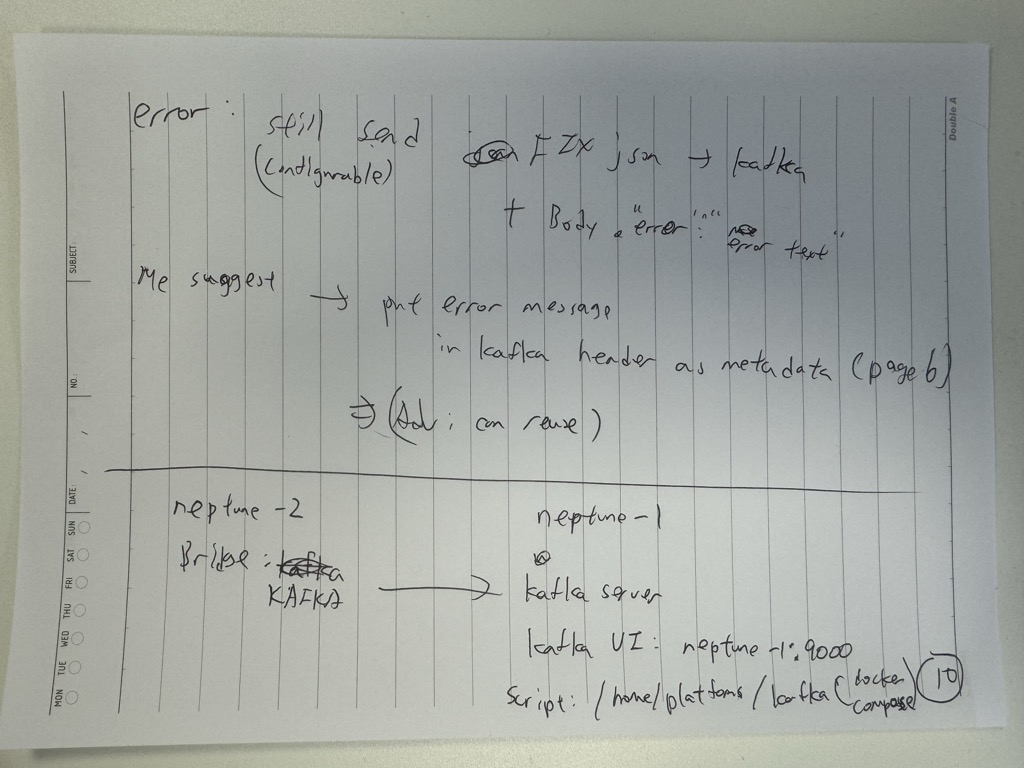 error : still send FIX json → kafka
(Configurable)
+ Body "error": "error text"
Me suggest → put error message
in kafka header as metadata (page 6)
⇒ (Adv: can reuse)
neptune-2
Bridge : KAFKA →
neptune-1
kafka server
kafka UI: neptune-1:9000
Script: /home/platforms/kafka (docker compose)
10
Double A
SUBJECT:
NO.:
DATE:
MON TUE WED THU FRI SAT SUN